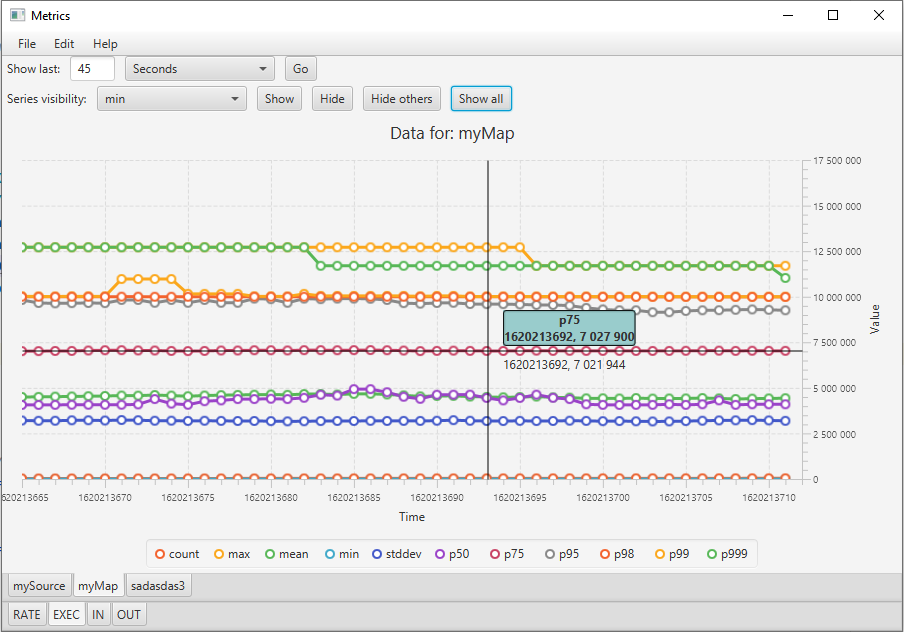 Metrics
File Edit Help
Show last: 45 Seconds Go
Series visibility: min Show Hide Hide others Show all
Data for: myMap
17 500 000
15 000 000
12 500 000
10 000 000
7 500 000
5 000 000
2 500 000
0
Value
p75
1620213692, 7 027 900
1620213692, 7 021 944
620213665 1620213670 1620213675 1620213680 1620213685 1620213690 1620213695 1620213700 1620213705 1620213710
Time
count max mean min stddev p50 p75 p95 p98 p99 p999
mySource myMap sadasdas3
RATE EXEC IN OUT